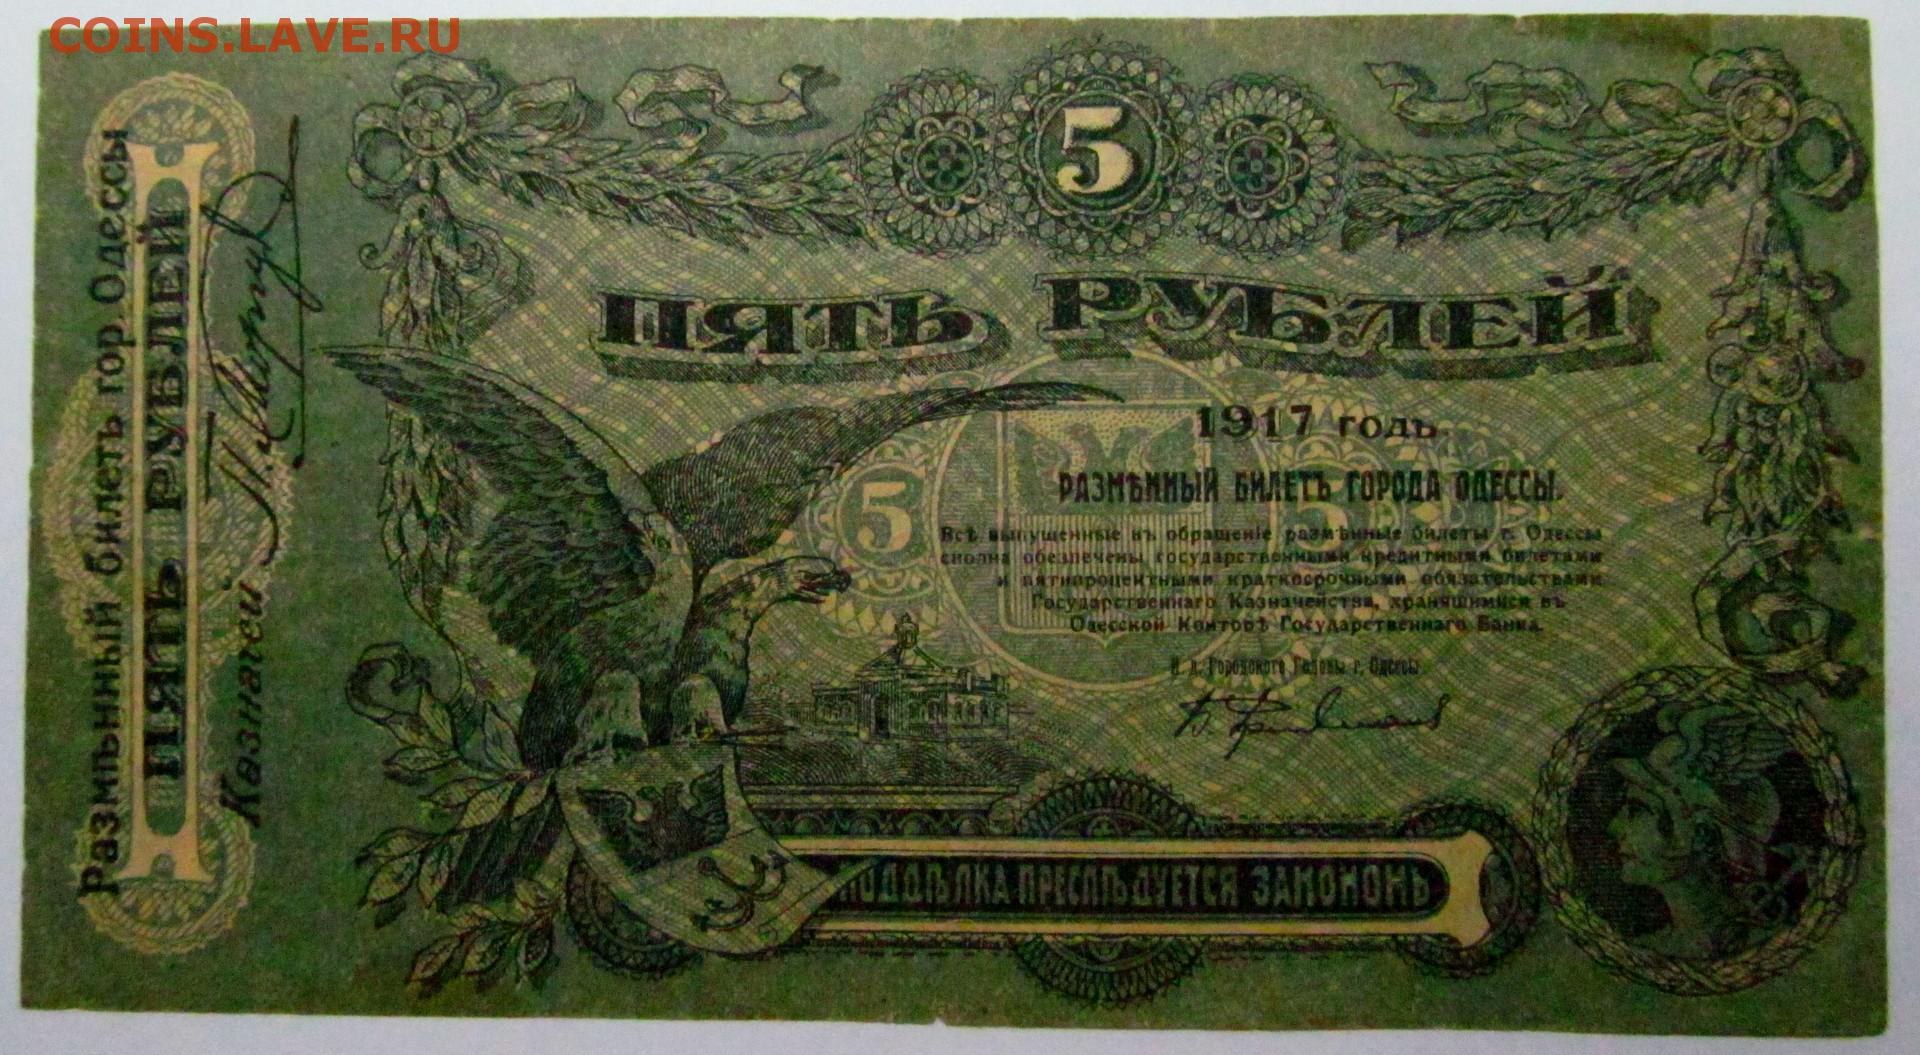 COINS.LAVE.RU
Размѣнный билетъ гор. Одессы
ПЯТЬ РУБЛЕЙ
Казначей
5
ПЯТЬ РУБЛЕЙ
1917 годъ.
РАЗМѢННЫЙ БИЛЕТЪ ГОРОДА ОДЕССЫ.
5 5
Всѣ выпущенные въ обращеніе размѣнные билеты г. Одессы
сполна обезпечены государственными кредитными билетами
и пятипроцентными краткосрочными обязательствами
Государственнаго Казначейства, хранящимися въ
Одесской Конторѣ Государственнаго Банка.
И. д. Городского Головы г. Одессы
ПОДДѢЛКА ПРЕСЛѢДУЕТСЯ ЗАКОНОМЪ